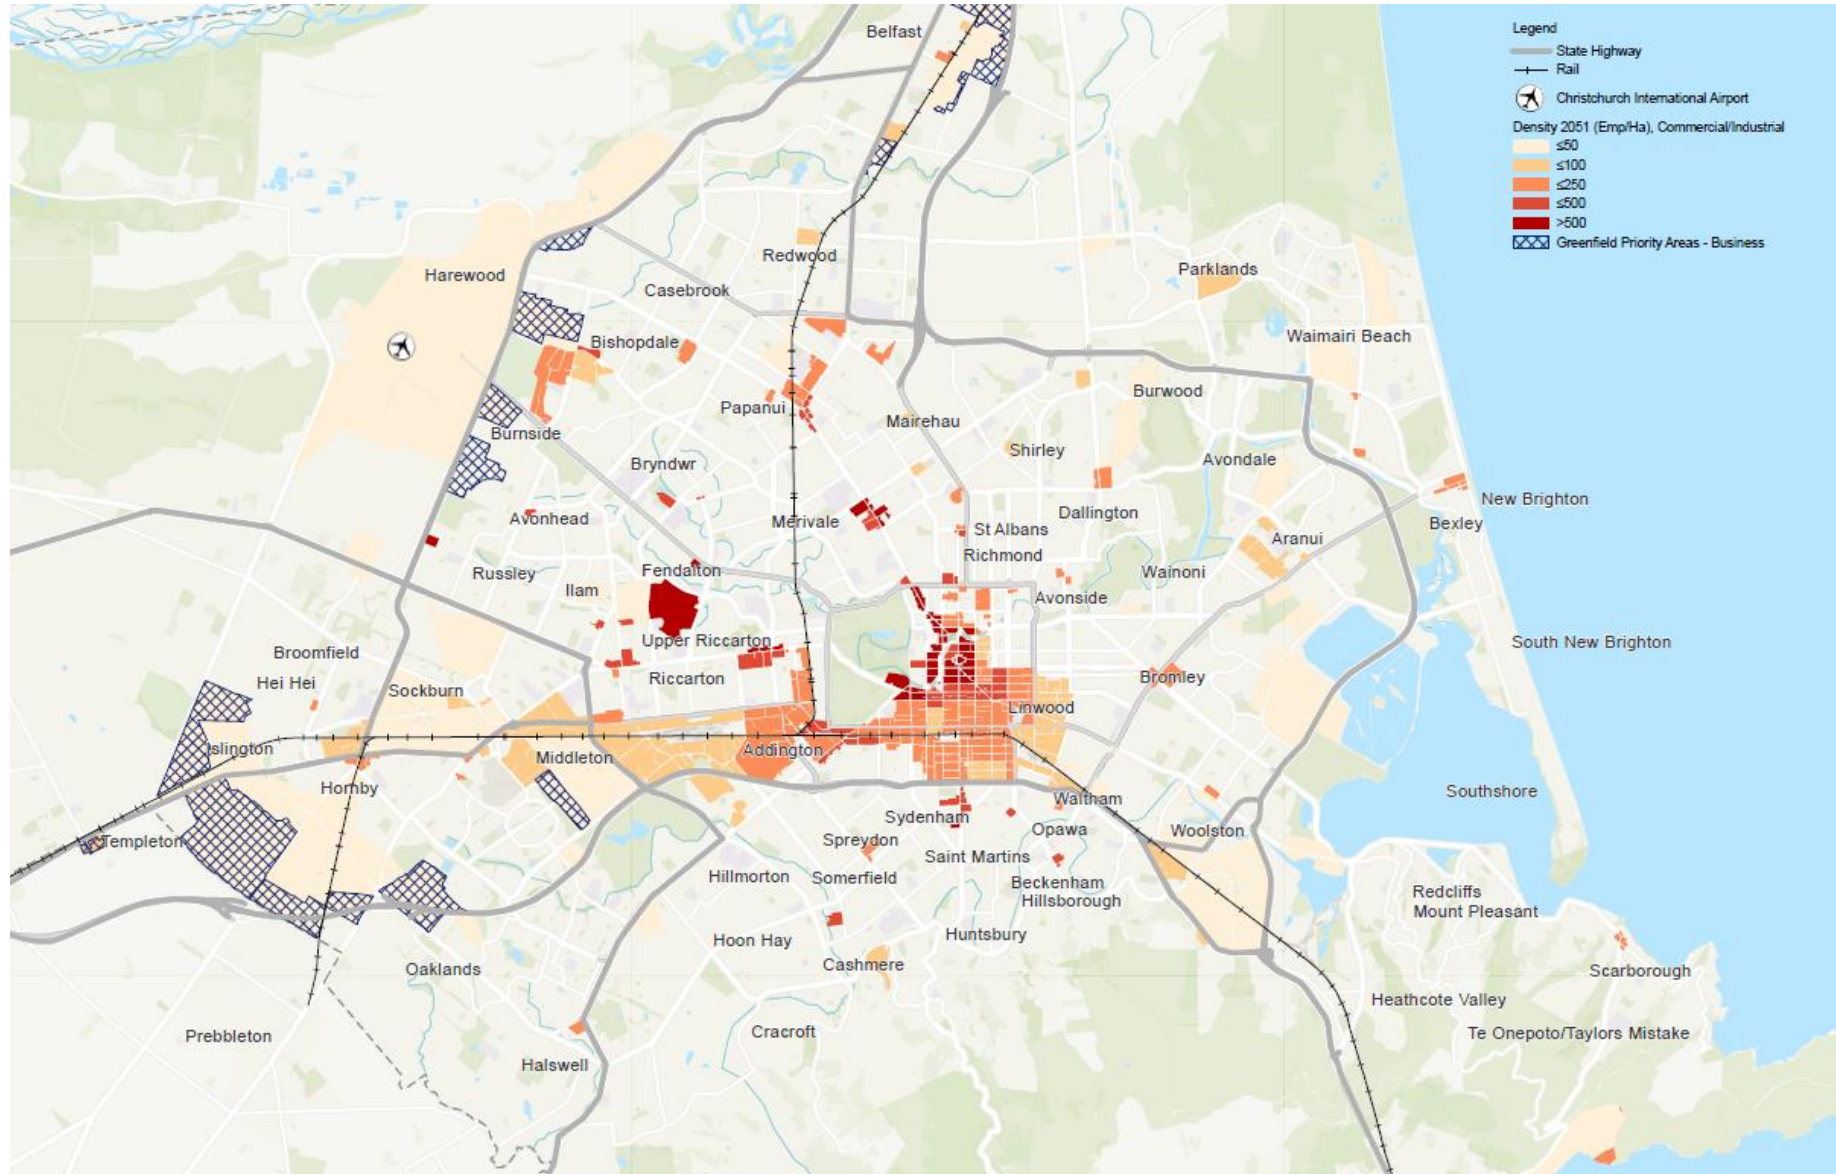 Belfast
Legend
State Highway
Rail
Christchurch International Airport
Density 2051 (Emp/Ha), Commercial/Industrial
≤50
≤100
≤250
≤500
>500
Greenfield Priority Areas - Business
Redwood
Harewood
Parklands
Casebrook
Bishopdale
Waimairi Beach
Burwood
Papanui
Mairehau
Burnside
Shirley
Bryndwr
Avondale
New Brighton
Avonhead
Merivale
Dallington
Bexley
St Albans
Aranui
Richmond
Russley
Fendalton
Wainoni
Ilam
Avonside
Upper Riccarton
South New Brighton
Broomfield
Hei Hei
Sockburn
Riccarton
Bromley
Linwood
Islington
Middleton
Addington
Hornby
Waltham
Southshore
Sydenham
Opawa
Woolston
Templeton
Spreydon
Saint Martins
Hillmorton
Somerfield
Beckenham
Hillsborough
Redcliffs
Mount Pleasant
Hoon Hay
Huntsbury
Cashmere
Oaklands
Scarborough
Heathcote Valley
Prebbleton
Cracroft
Te Onepoto/Taylors Mistake
Halswell